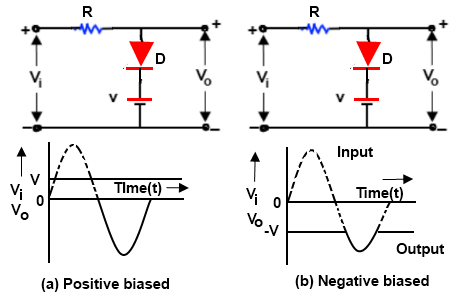 R
+ +
D
Vi Vo
v
− −
R
+ +
D
Vi Vo
v
− −
V
TIme(t)
Vi
Vo
0
Input
Vi
Time(t)
0
Vo
-V
Output
(a) Positive biased
(b) Negative biased